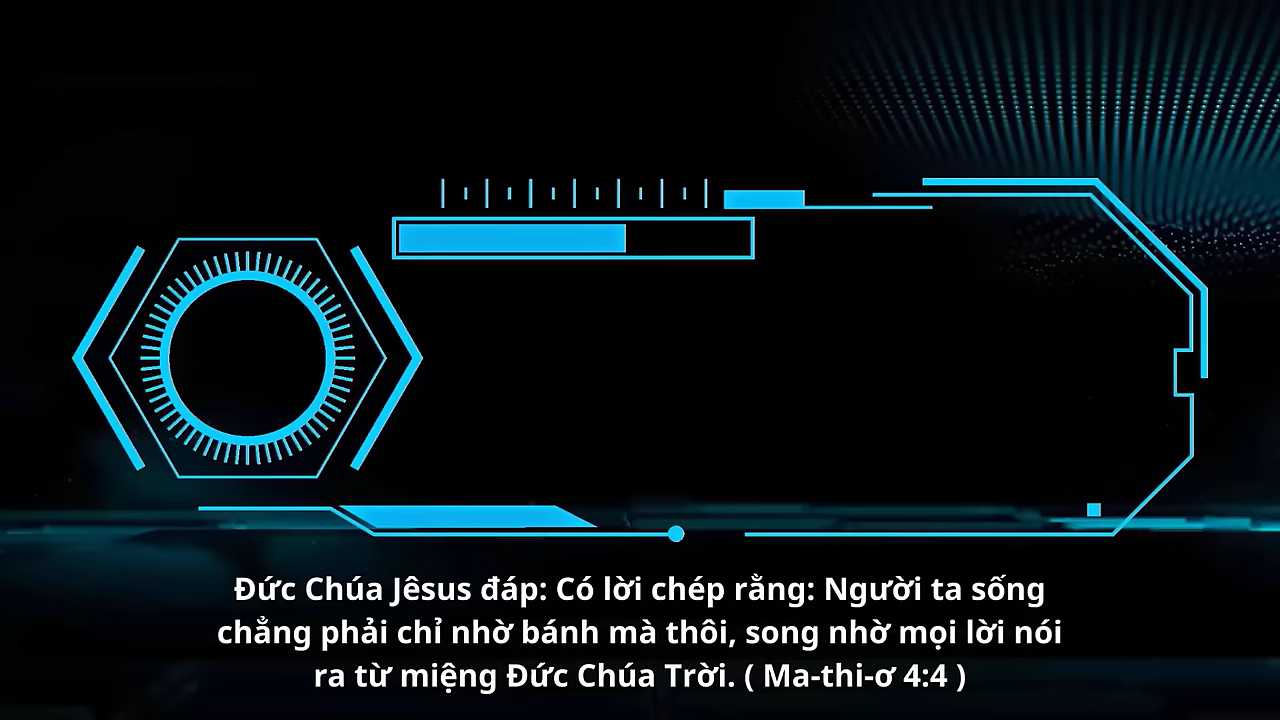 Đức Chúa Jêsus đáp: Có lời chép rằng: Người ta sống
chẳng phải chỉ nhờ bánh mà thôi, song nhờ mọi lời nói
ra từ miệng Đức Chúa Trời. ( Ma-thi-ơ 4:4 )